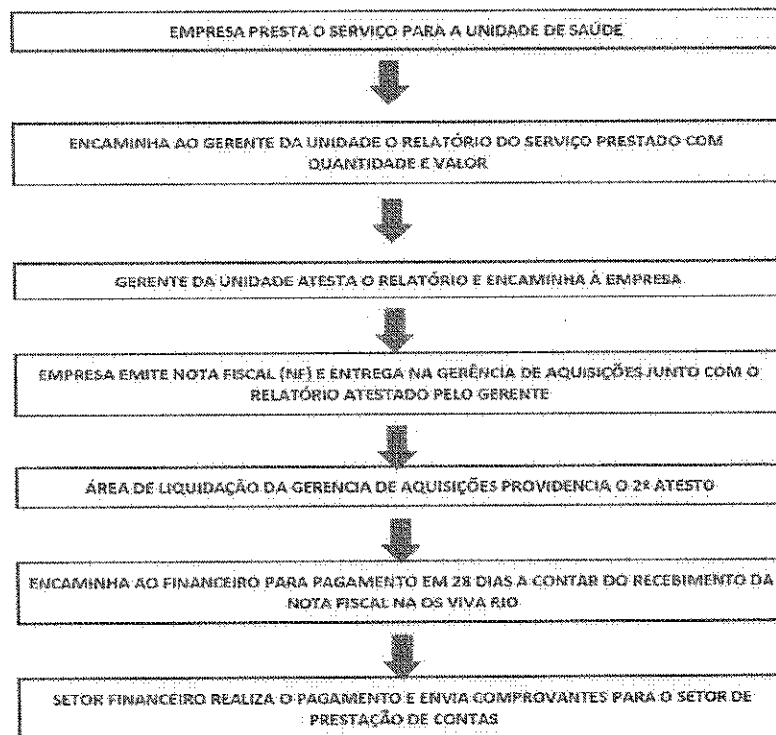 EMPRESA PRESTA O SERVIÇO PARA A UNIDADE DE SAÚDE
ENCAMINHA AO GERENTE DA UNIDADE O RELATÓRIO DO SERVIÇO PRESTADO COM
QUANTIDADE E VALOR
GERENTE DA UNIDADE ATESTA O RELATÓRIO E ENCAMINHA À EMPRESA
EMPRESA EMITE NOTA FISCAL (NF) E ENTREGA NA GERÊNCIA DE AQUISIÇÕES JUNTO COM O
RELATÓRIO ATESTADO PELO GERENTE
ÁREA DE LIQUIDAÇÃO DA GERENCIA DE AQUISIÇÕES PROVIDENCIA O 2º ATESTO
ENCAMINHA AO FINANCEIRO PARA PAGAMENTO EM 28 DIAS A CONTAR DO RECEBIMENTO DA
NOTA FISCAL NA OS VIVA RIO
SETOR FINANCEIRO REALIZA O PAGAMENTO E ENVIA COMPROVANTES PARA O SETOR DE
PRESTAÇÃO DE CONTAS